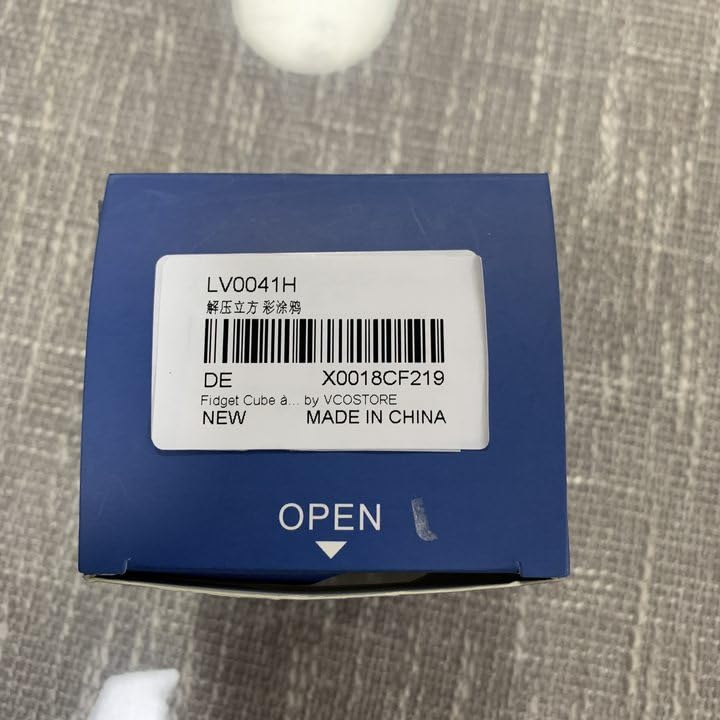 LV0041H
解压立方 彩涂鸦
DE X0018CF219
Fidget Cube â... by VCOSTORE
NEW MADE IN CHINA
OPEN